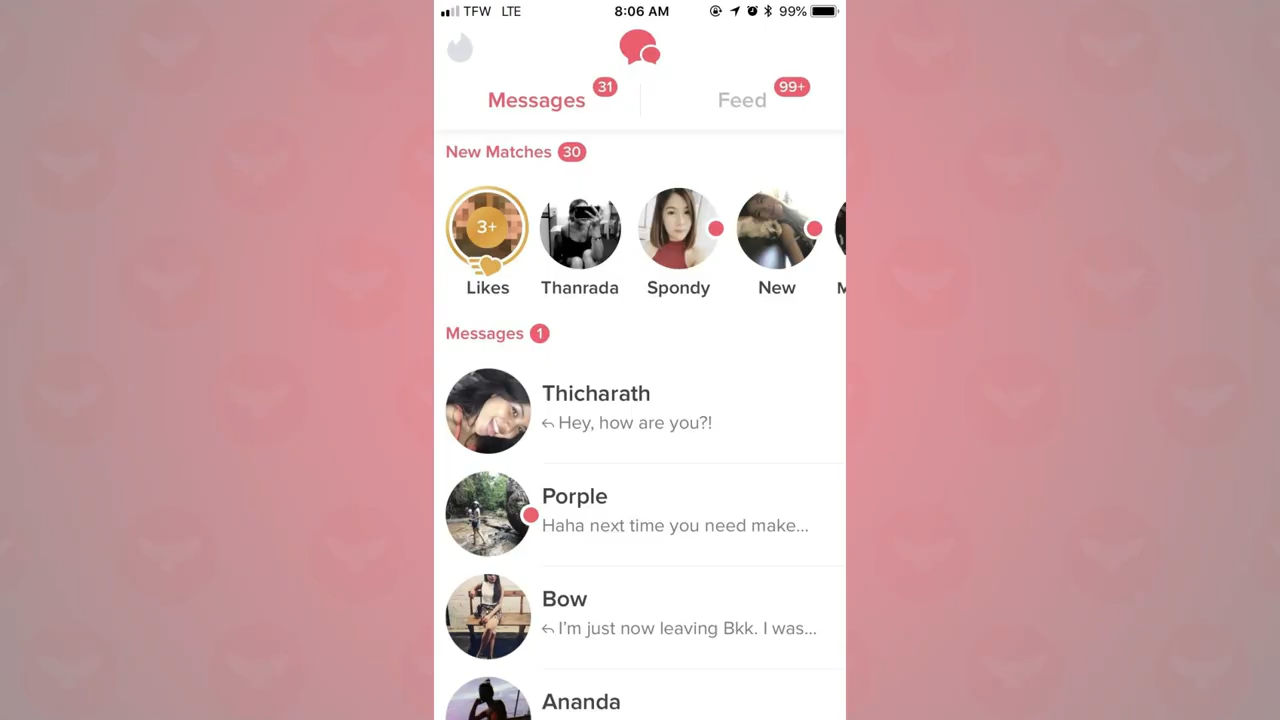 TFW LTE 8:06 AM 99%
Messages 31 Feed 99+
New Matches 30
3+
Likes Thanrada Spondy New M
Messages 1
Thicharath
Hey, how are you?!
Porple
Haha next time you need make...
Bow
I'm just now leaving Bkk. I was...
Ananda